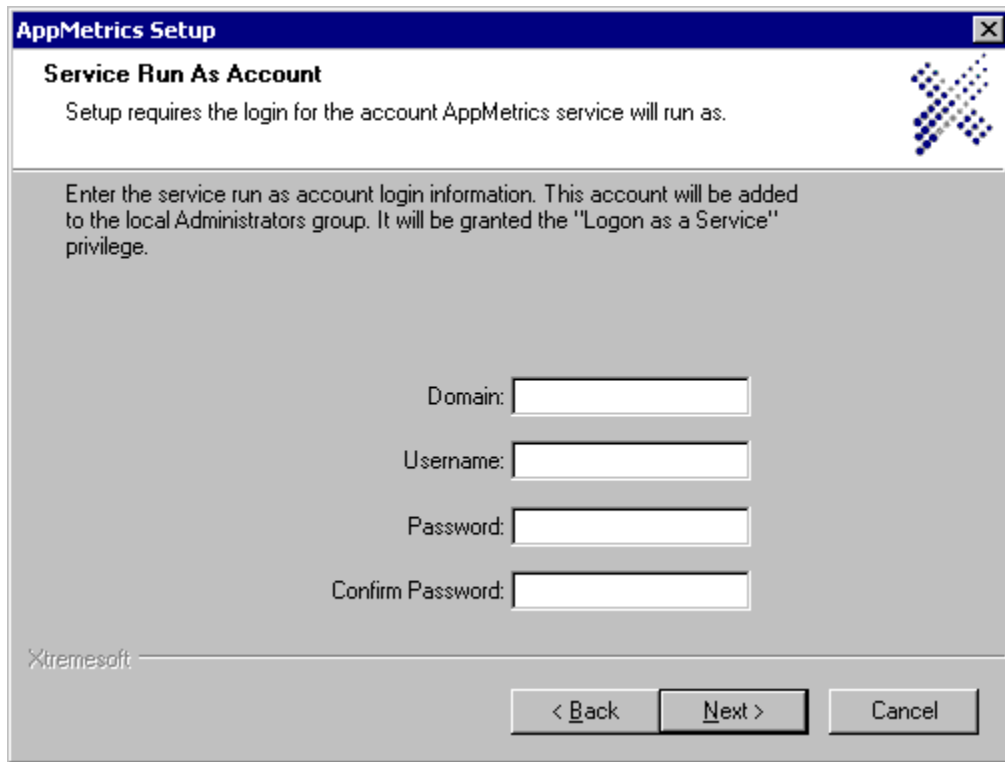 AppMetrics Setup
Service Run As Account
Setup requires the login for the account AppMetrics service will run as.
Enter the service run as account login information. This account will be added
to the local Administrators group. It will be granted the "Logon as a Service"
privilege.
Domain:
Username:
Password:
Confirm Password:
Xtremesoft
< Back Next > Cancel